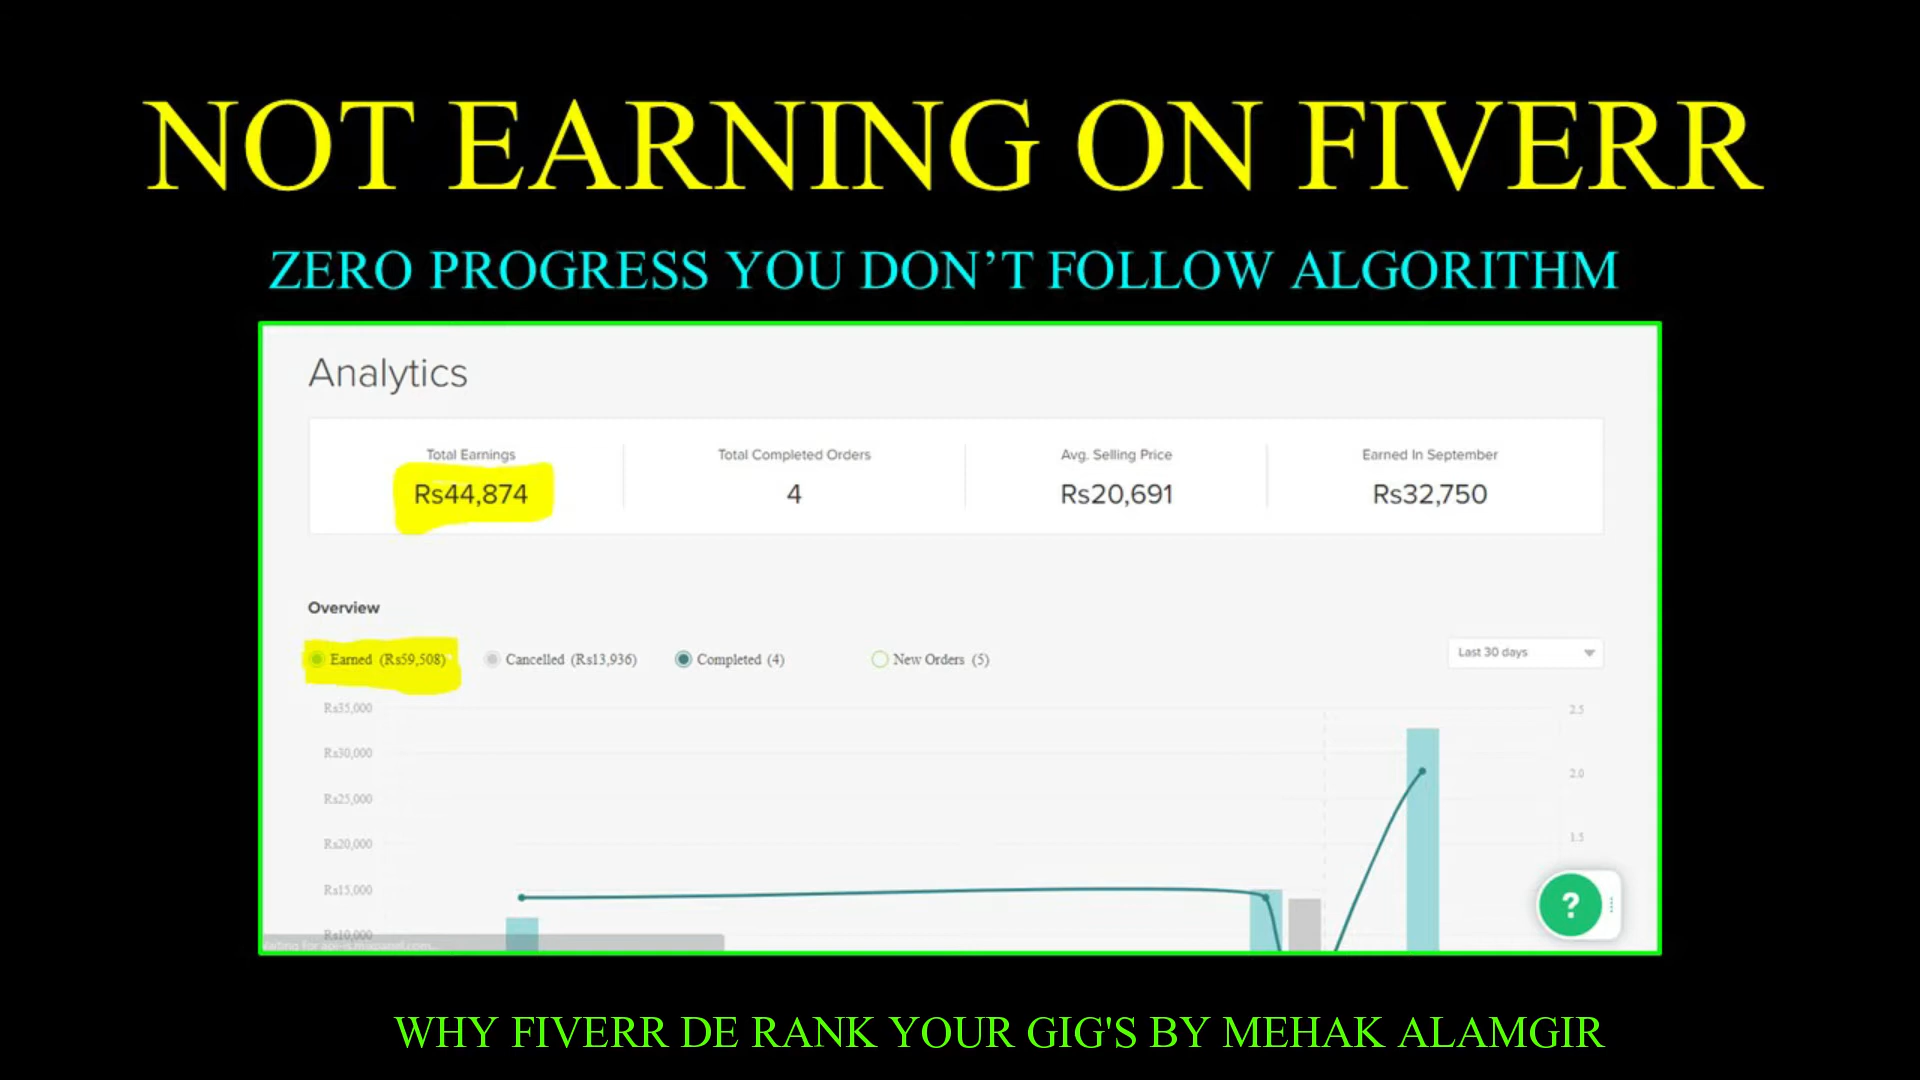 NOT EARNING ON FIVERR
ZERO PROGRESS YOU DON’T FOLLOW ALGORITHM
Analytics
Total Earnings
Rs44,874
Total Completed Orders
4
Avg. Selling Price
Rs20,691
Earned In September
Rs32,750
Overview
Earned (Rs59,508)*
Cancelled (Rs13,936)
Completed (4)
New Orders (5)
Last 30 days
Rs35,000
Rs30,000
Rs25,000
Rs20,000
Rs15,000
Rs10,000
2.5
2.0
1.5
?
WHY FIVERR DE RANK YOUR GIG'S BY MEHAK ALAMGIR